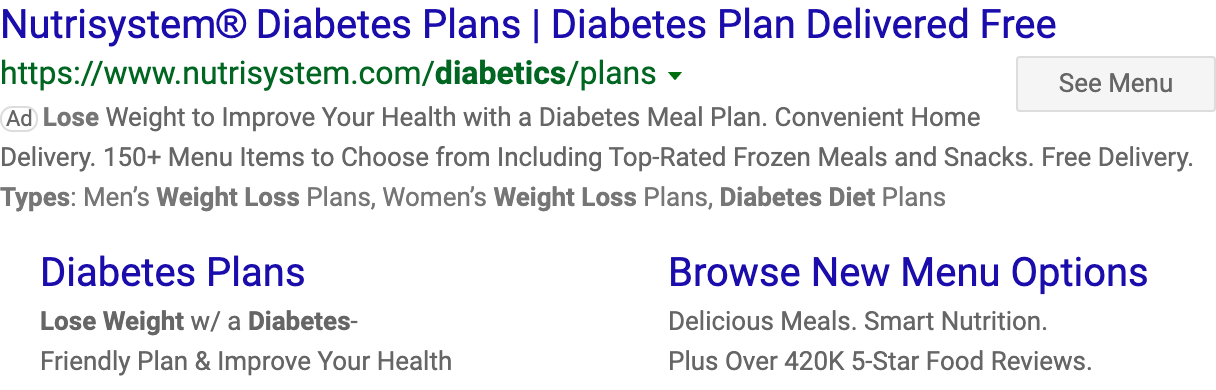 Nutrisystem® Diabetes Plans | Diabetes Plan Delivered Free
https://www.nutrisystem.com/diabetics/plans
See Menu
Ad Lose Weight to Improve Your Health with a Diabetes Meal Plan. Convenient Home
Delivery. 150+ Menu Items to Choose from Including Top-Rated Frozen Meals and Snacks. Free Delivery.
Types: Men’s Weight Loss Plans, Women’s Weight Loss Plans, Diabetes Diet Plans
Diabetes Plans
Lose Weight w/ a Diabetes-
Friendly Plan & Improve Your Health
Browse New Menu Options
Delicious Meals. Smart Nutrition.
Plus Over 420K 5-Star Food Reviews.